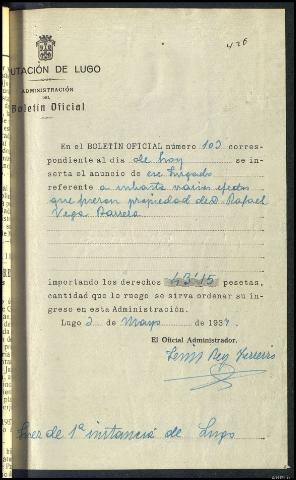 426
UTACIÓN DE LUGO
ADMINISTRACIÓN
DEL
Boletín Oficial
En el BOLETÍN OFICIAL número 103 corres-
pondiente al día de hoy se in-
serta el anuncio de ese Juzgado
referente a subasta varios efectos
que fueron propiedad de D. Rafael
Vega Barrera
importando los derechos 43'15 pesetas,
cantidad que le ruego se sirva ordenar su in-
greso en esta Administración.
Lugo 3 de Mayo de 1937.
El Oficial Administrador.
Rey
Juez de 1ª instancia de Lugo